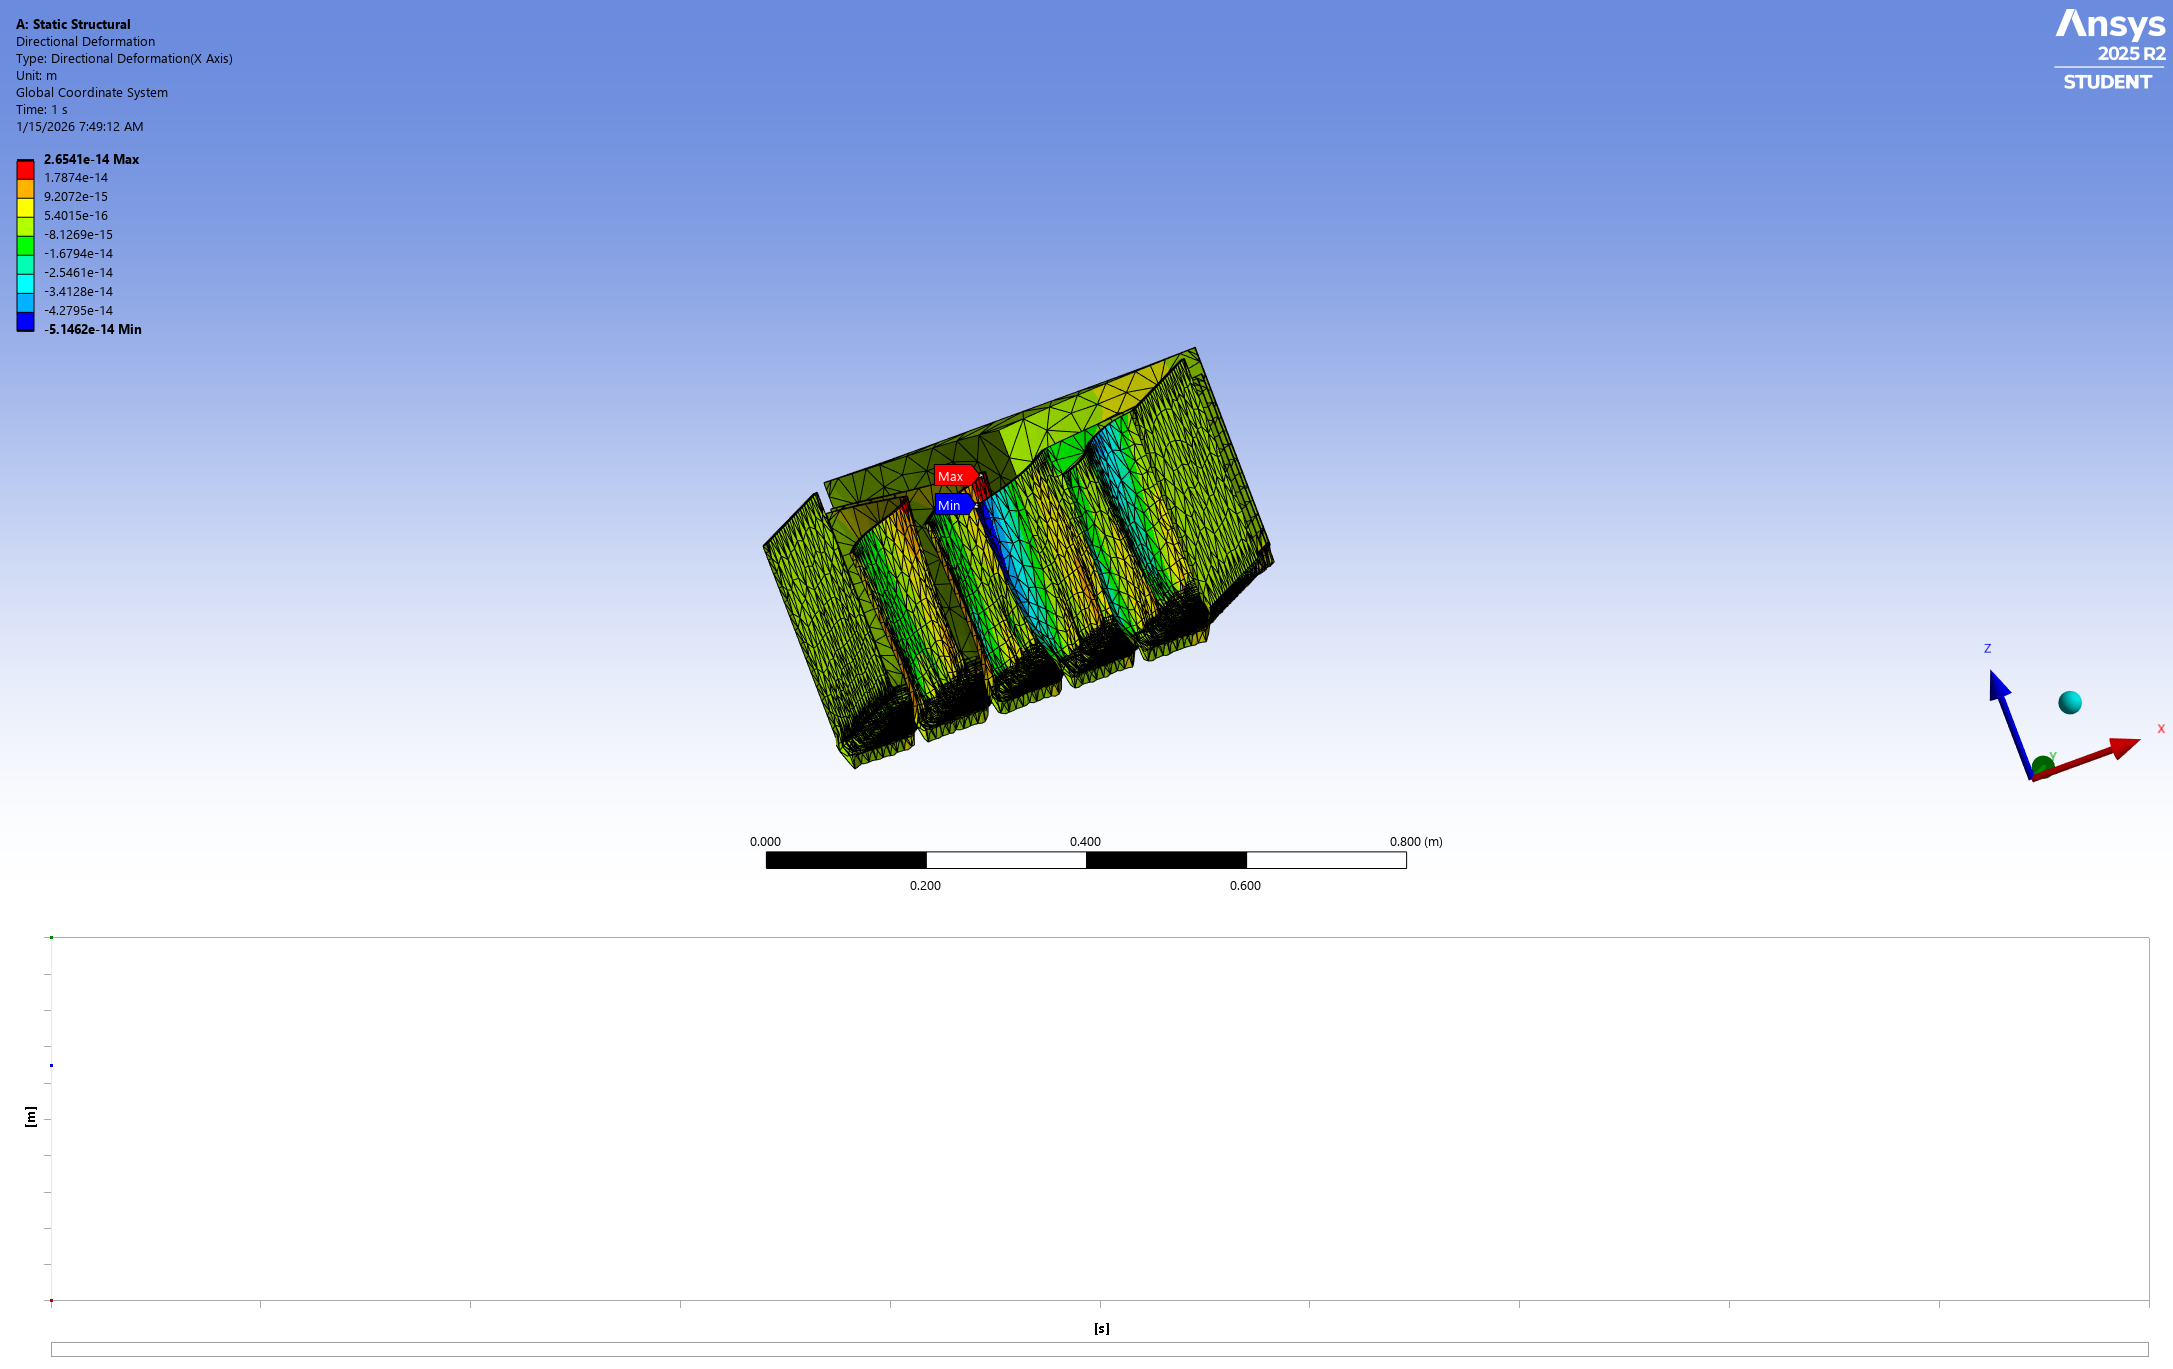 A: Static Structural
Directional Deformation
Type: Directional Deformation(X Axis)
Unit: m
Global Coordinate System
Time: 1 s
1/15/2026 7:49:12 AM
2.6541e-14 Max
1.7874e-14
9.2072e-15
5.4015e-16
-8.1269e-15
-1.6794e-14
-2.5461e-14
-3.4128e-14
-4.2795e-14
-5.1462e-14 Min
Ansys
2025 R2
STUDENT
Max
Min
Z
X
Y
0.000
0.400
0.800 (m)
0.200
0.600
[m]
[s]